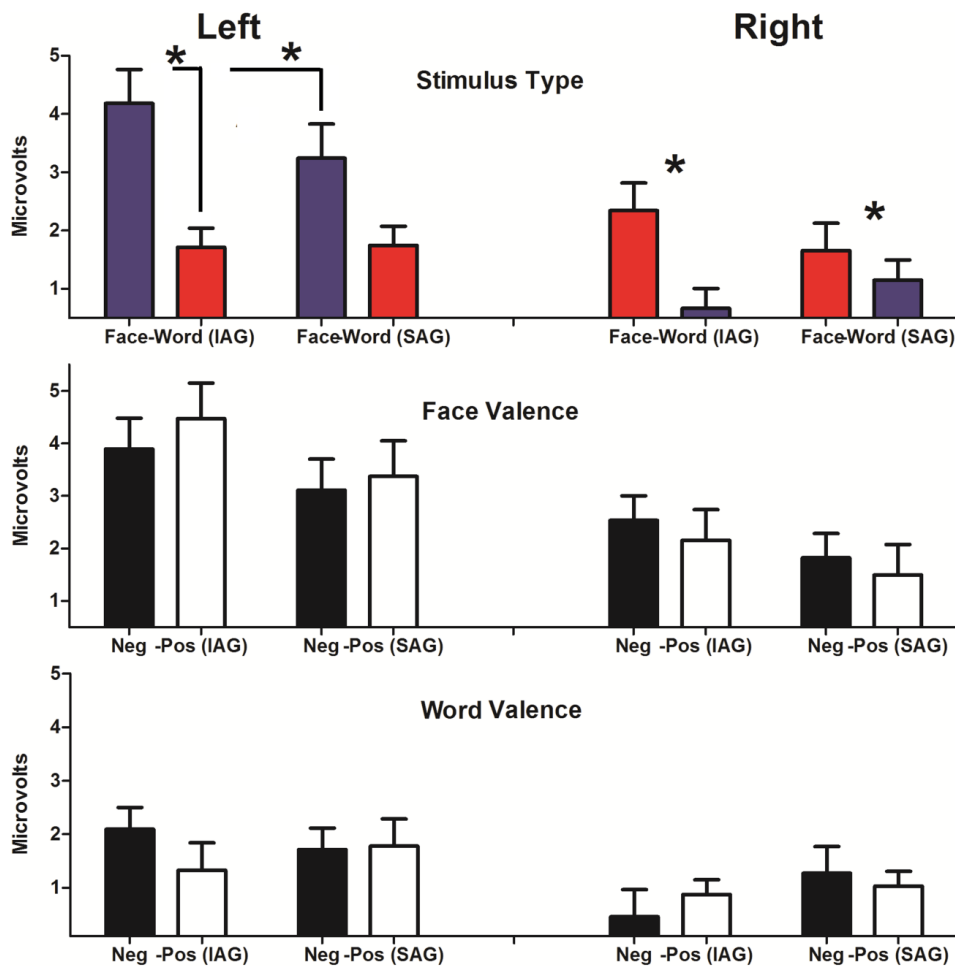 Left
Right
Stimulus Type
*
*
*
*
Microvolts
5
4
3
2
1
Face-Word (IAG)
Face-Word (SAG)
Face-Word (IAG)
Face-Word (SAG)
Face Valence
Microvolts
5
4
3
2
1
Neg -Pos (IAG)
Neg -Pos (SAG)
Neg -Pos (IAG)
Neg -Pos (SAG)
Word Valence
Microvolts
5
4
3
2
1
Neg -Pos (IAG)
Neg -Pos (SAG)
Neg -Pos (IAG)
Neg -Pos (SAG)